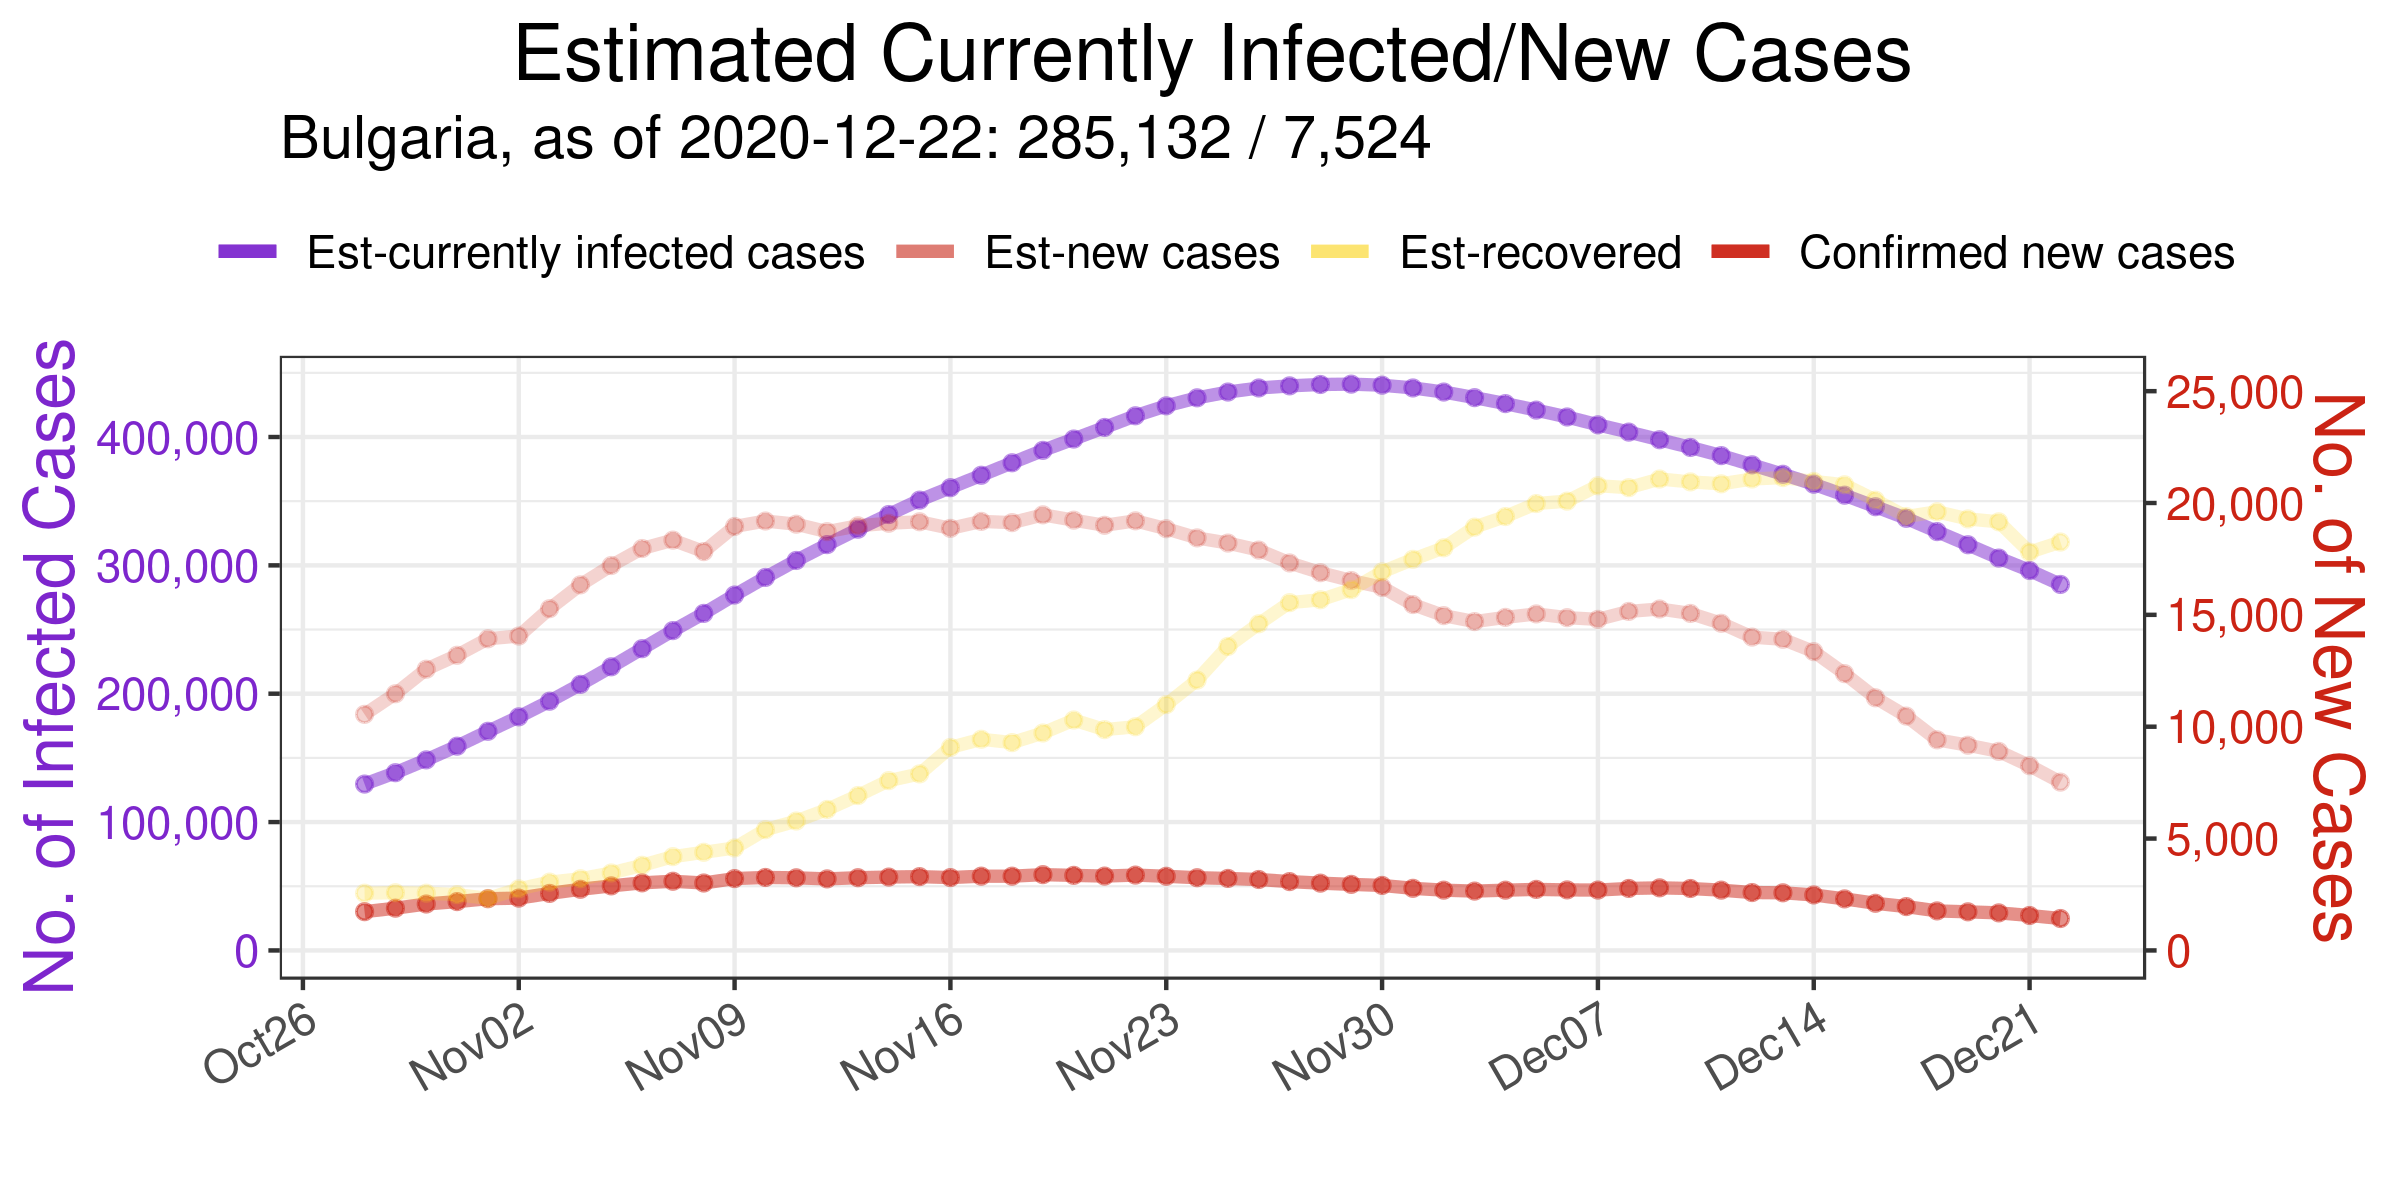 Estimated Currently Infected/New Cases
Bulgaria, as of 2020-12-22: 285,132 / 7,524
Est-currently infected cases Est-new cases Est-recovered Confirmed new cases
No. of Infected Cases
400,000
300,000
200,000
100,000
0
25,000
20,000
15,000
10,000
5,000
0
No. of New Cases
Oct26 Nov02 Nov09 Nov16 Nov23 Nov30 Dec07 Dec14 Dec21